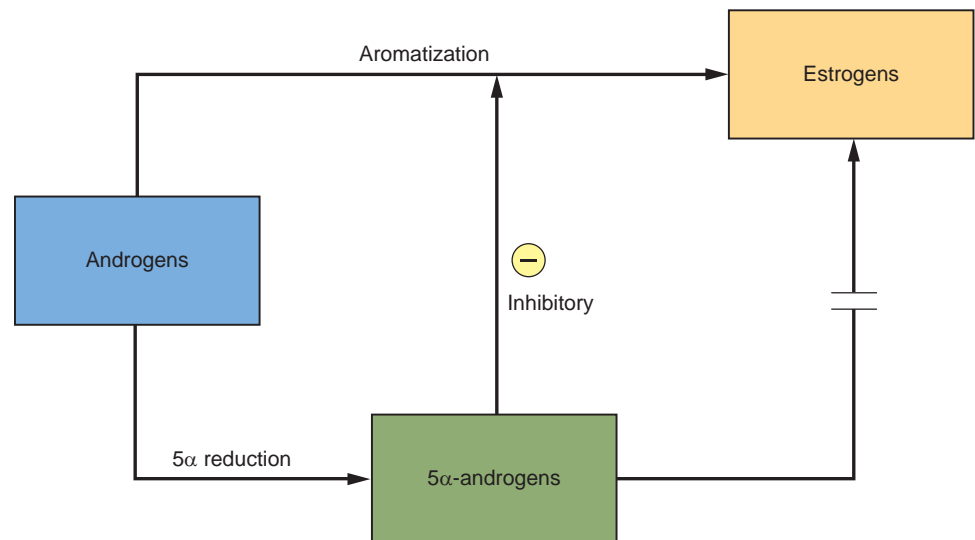 Aromatization
Estrogens
Androgens
−
Inhibitory
5α reduction
5α-androgens